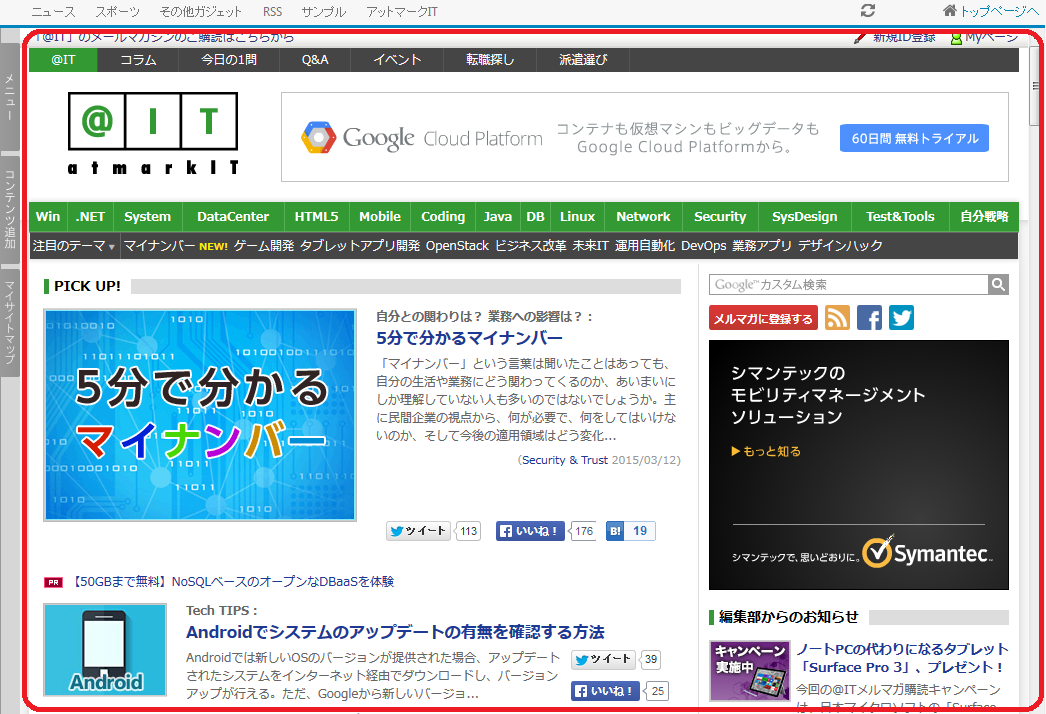 ニュース スポーツ その他ガジェット RSS サンプル アットマークIT トップページへ
「@IT」のメールマガジンのご購読はこちらから 新規ID登録 Myページ
メニュー
コンテンツ追加
マイサイトマップ
@IT コラム 今日の1問 Q&A イベント 転職探し 派遣選び
@IT
atmarkIT
Google Cloud Platform
コンテナも仮想マシンもビッグデータも
Google Cloud Platformから。
60日間 無料トライアル
Win .NET System DataCenter HTML5 Mobile Coding Java DB Linux Network Security SysDesign Test&Tools 自分戦略
注目のテーマ▼ マイナンバー NEW! ゲーム開発 タブレットアプリ開発 OpenStack ビジネス改革 未来IT 運用自動化 DevOps 業務アプリ デザインハック
PICK UP!
5分で分かる
マイナンバー
自分との関わりは？ 業務への影響は？：
5分で分かるマイナンバー
「マイナンバー」という言葉は聞いたことはあっても、
自分の生活や業務にどう関わってくるのか、あいまいに
しか理解していない人も多いのではないでしょうか。主
に民間企業の視点から、何が必要で、何をしてはいけな
いのか、そして今後の適用領域はどう変化...
(Security & Trust 2015/03/12)
ツイート 113 いいね！ 176 B! 19
PR 【50GBまで無料】NoSQLベースのオープンなDBaaSを体験
Android
Tech TIPS：
Androidでシステムのアップデートの有無を確認する方法
Androidでは新しいOSのバージョンが提供された場合、アップデート
されたシステムをインターネット経由でダウンロードし、バージョン
アップが行える。ただ、Googleから新しいバージョ...
ツイート 39
いいね！ 25
Google™カスタム検索
メルマガに登録する
シマンテックの
モビリティマネージメント
ソリューション
▶もっと知る
シマンテックで、思いどおりに。 Symantec.
編集部からのお知らせ
キャンペーン
実施中
ノートPCの代わりになるタブレット
「Surface Pro 3」、プレゼント！
今回の@ITメルマガ購読キャンペーン
は、日本マイクロソフトの「Surface